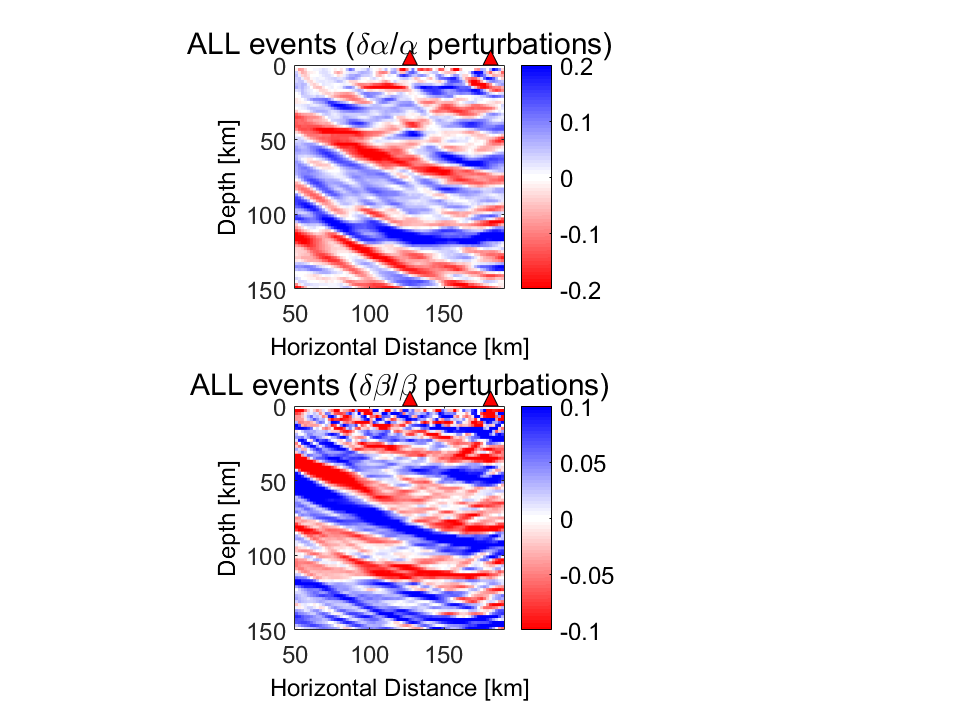 ALL events (δα/α perturbations)
0
50
100
150
Depth [km]
50 100 150
Horizontal Distance [km]
0.2
0.1
0
-0.1
-0.2
ALL events (δβ/β perturbations)
0
50
100
150
Depth [km]
50 100 150
Horizontal Distance [km]
0.1
0.05
0
-0.05
-0.1